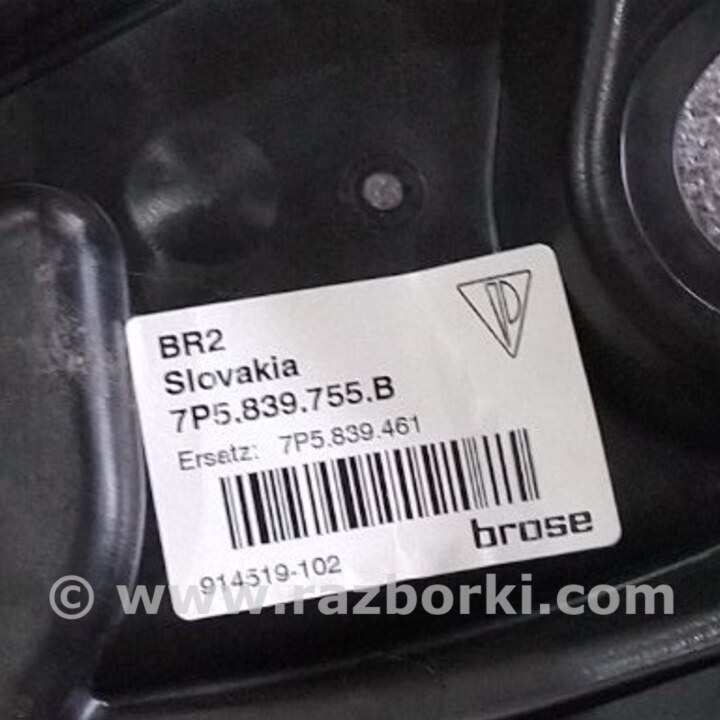 BR2
Slovakia
7P5.839.755.B
Ersatz: 7P5.839.461
brose
914519-102
© www.razborki.com